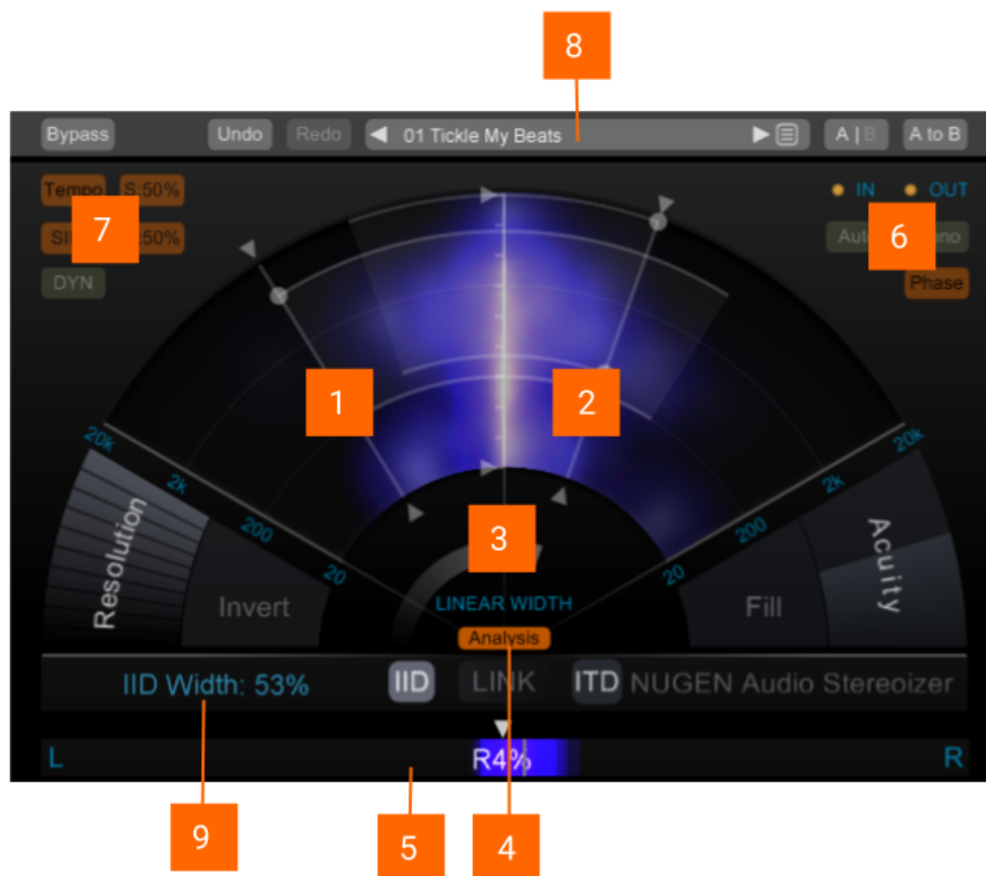 8
Bypass Undo Redo 01 Tickle My Beats A | B A to B
Tempo S:50% IN OUT
7 :50% 6
DYN Phase
1 2
20k 20k
2k 2k
200 200
20 20
3
Resolution Invert LINEAR WIDTH Fill Acuity
Analysis
IID Width: 53% IID LINK ITD NUGEN Audio Stereoizer
L R4% R
9 5 4